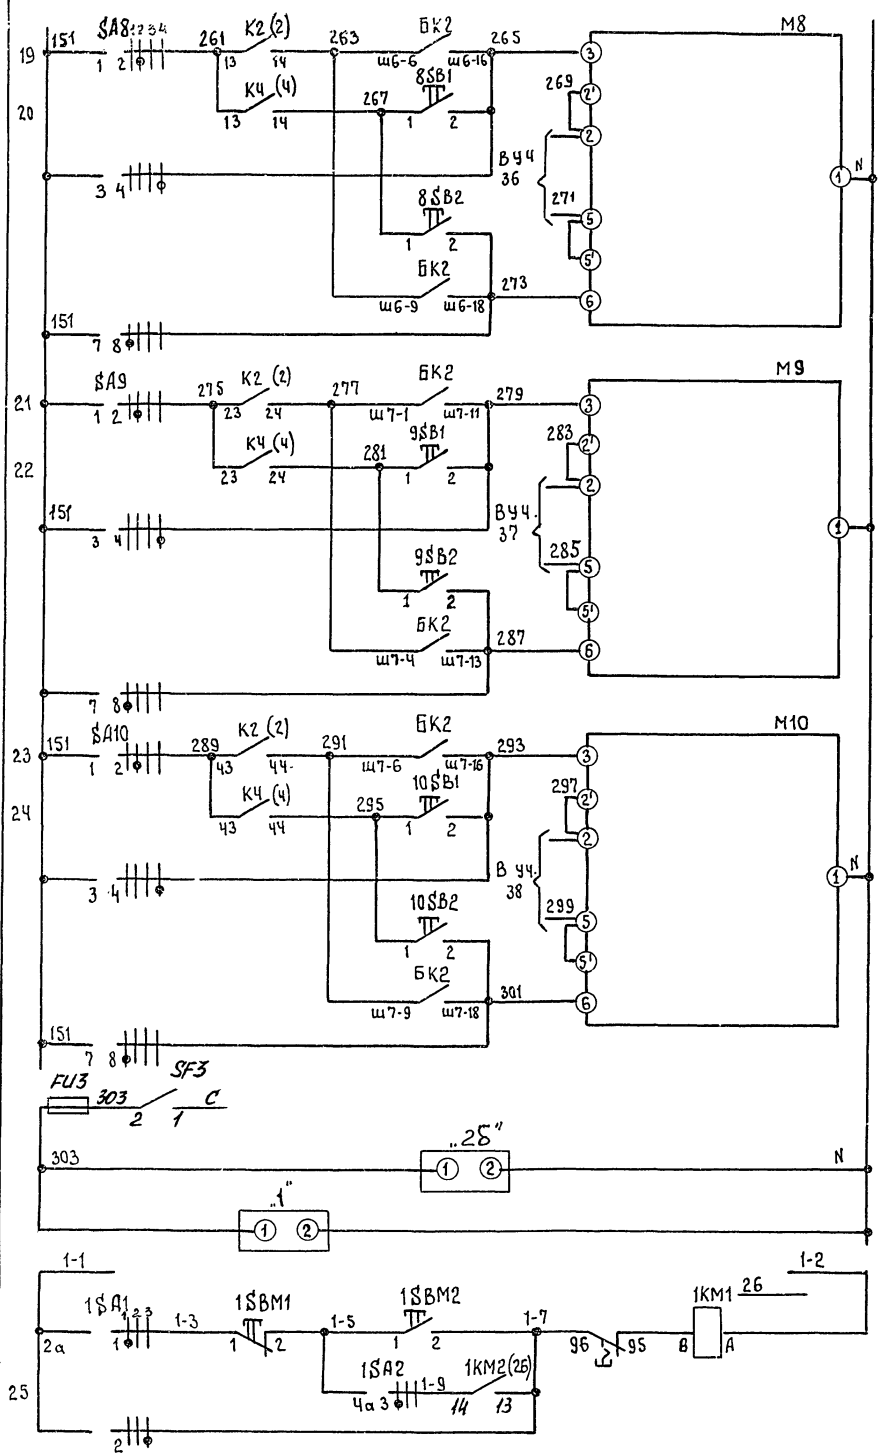 M8
19 151 SA8 1 2 3 4 261 K2 (2) 263 БК2 265 3
1 2 13 14 Ш6-6 Ш6-16
20 K4 (4) 267 8SB1 269 2'
13 14 1 2 2
В УЧ 36
3 4 1 N
8SB2 271 5
1 2 5'
БК2 273 6
Ш6-9 Ш6-18
151
7 8
M9
21 SA9 275 K2 (2) 277 БК2 279 3
1 2 23 24 Ш7-1 Ш7-11
22 K4 (4) 281 9SB1 283 2'
23 24 1 2 2
151 В УЧ. 37
3 4 1
9SB2 285 5
1 2 5'
БК2 287 6
Ш7-4 Ш7-13
7 8
M10
23 151 SA10 289 K2 (2) 291 БК2 293 3
1 2 43 44 Ш7-6 Ш7-16
24 K4 (4) 295 10SB1 297 2'
43 44 1 2 2
В УЧ. 38
3 4 1 N
10SB2 299 5
1 2 5'
БК2 301 6
Ш7-9 Ш7-18
151
7 8
FU3 303 SF3 C
2 1
303 „2Б" N
1 2
„1"
1 2
1-1 1-2
1SA1 1 2 3 1-3 1SBM1 1-5 1SBM2 1-7 1KM1 26
2а 1 1 2 1 2 96 95 В А
1SA2 1-9 1KM2(26)
25 4а 3 14 13
2